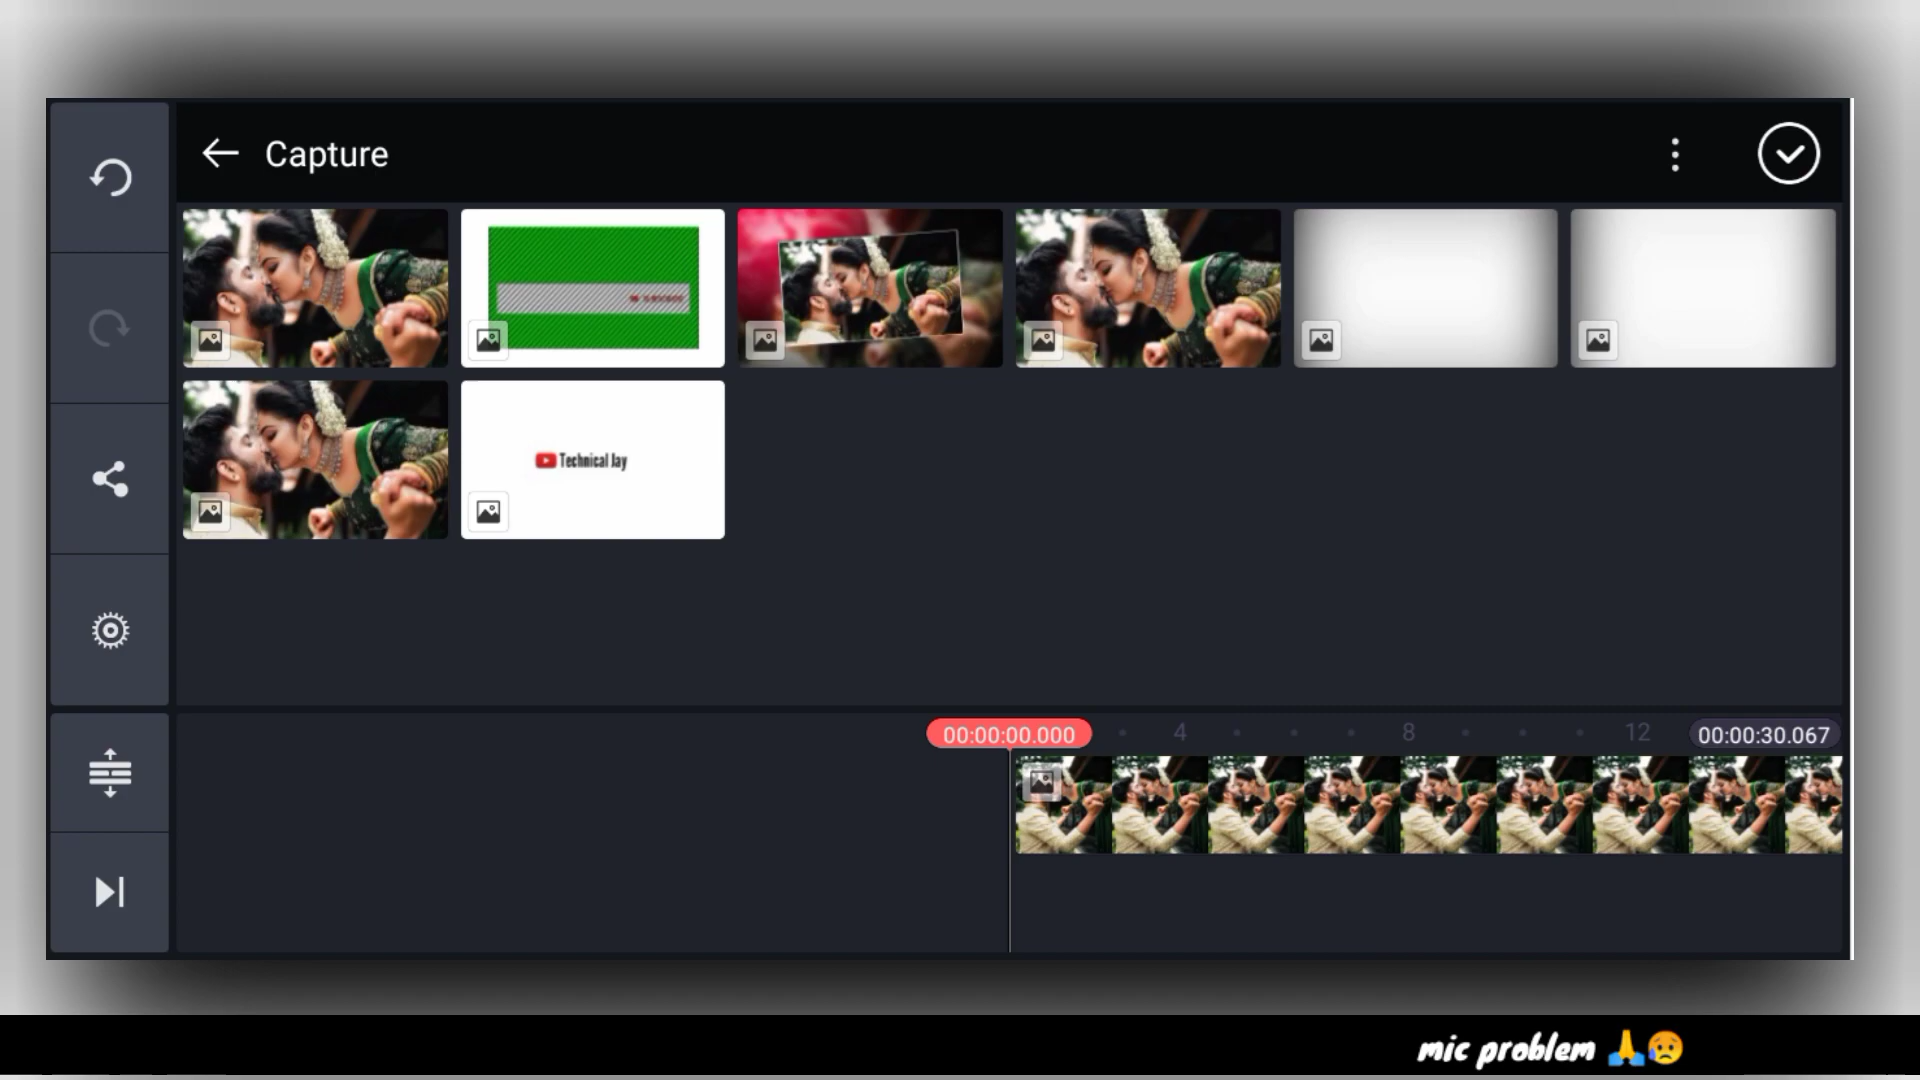 Capture
Technical Jay
00:00:00.000
4
8
12
00:00:30.067
mic problem 🙏😥